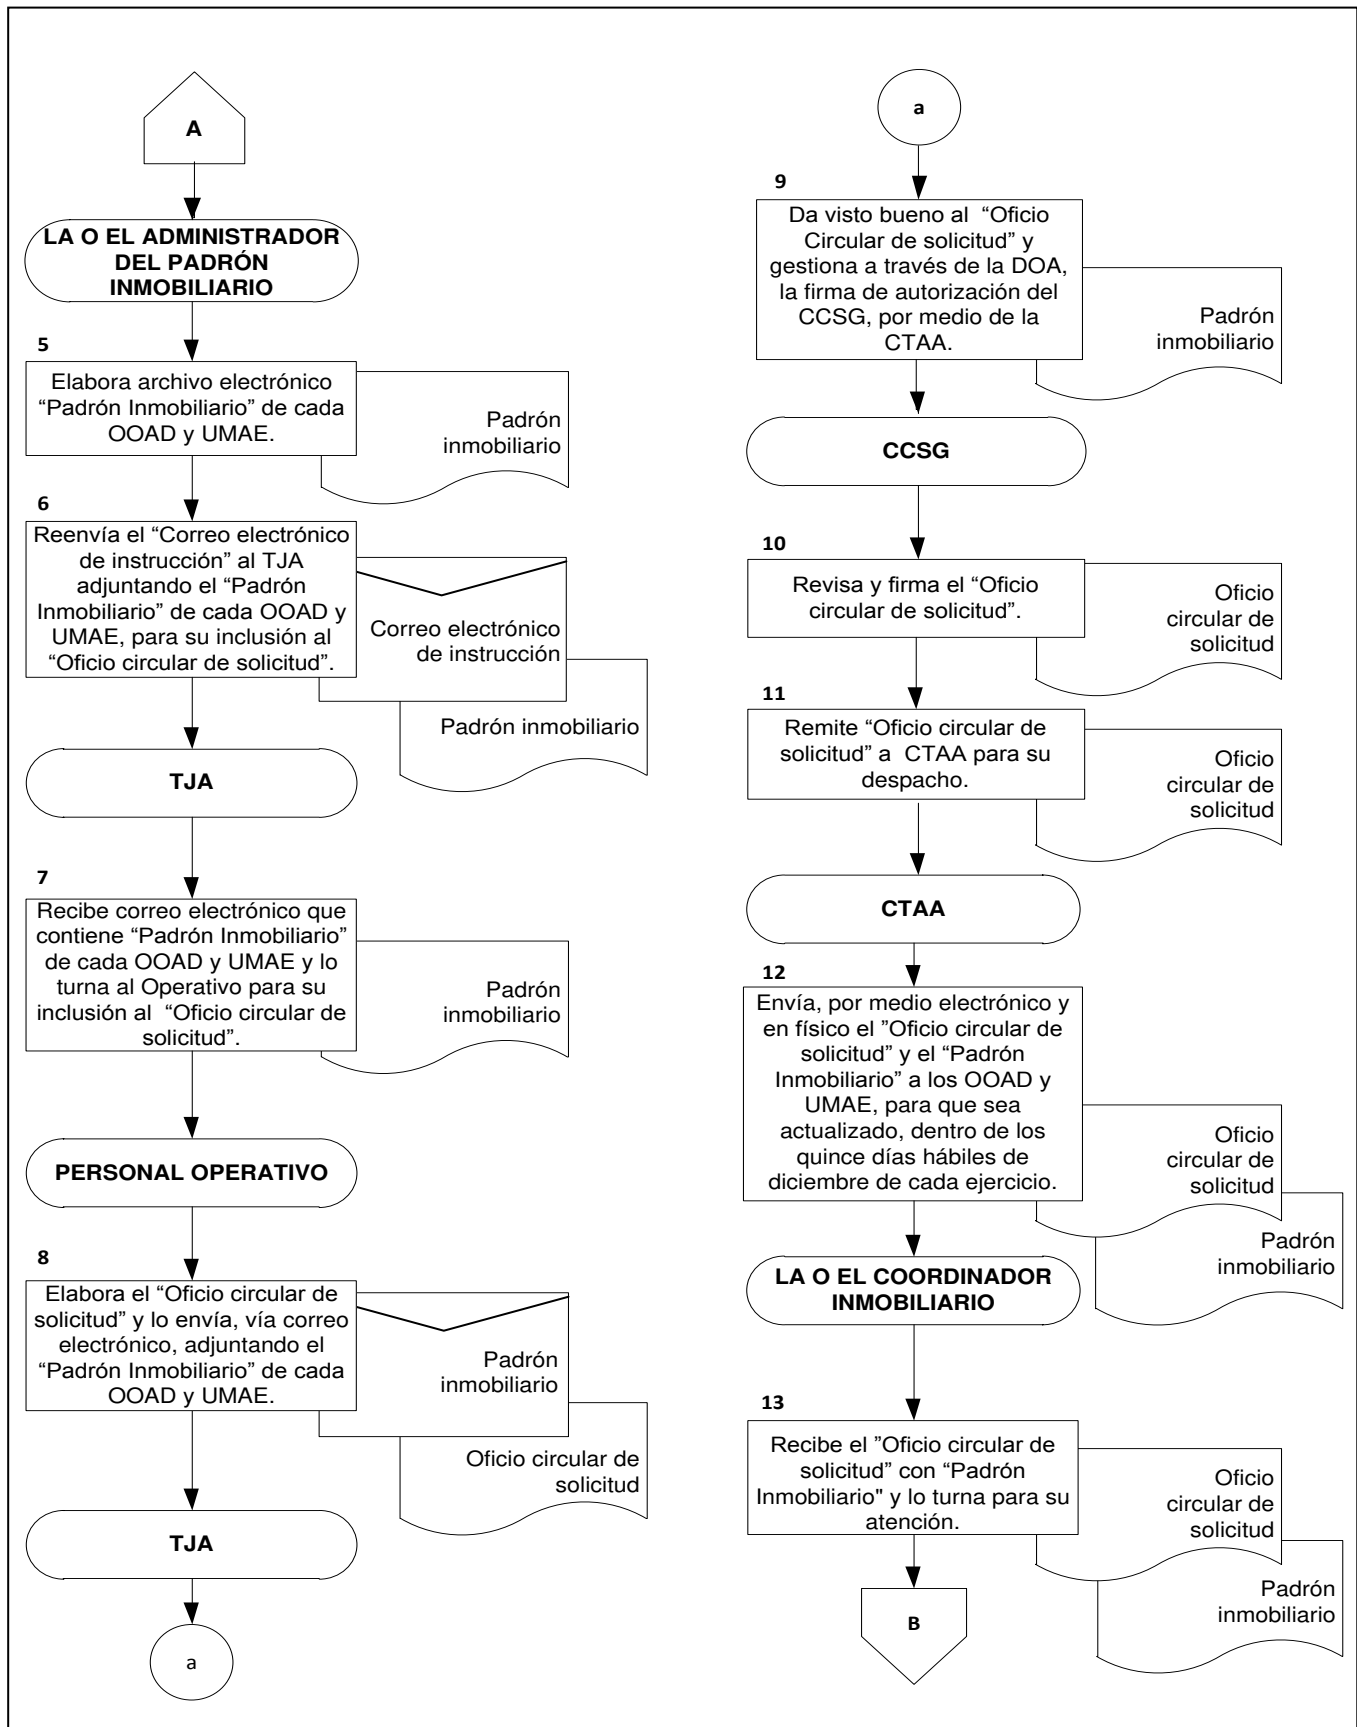 A
LA O EL ADMINISTRADOR
DEL PADRÓN
INMOBILIARIO
5
Elabora archivo electrónico
“Padrón Inmobiliario” de cada
OOAD y UMAE.
Padrón
inmobiliario
6
Reenvía el “Correo electrónico
de instrucción” al TJA
adjuntando el “Padrón
Inmobiliario” de cada OOAD y
UMAE, para su inclusión al
“Oficio circular de solicitud”.
Correo electrónico
de instrucción
Padrón inmobiliario
TJA
7
Recibe correo electrónico que
contiene “Padrón Inmobiliario”
de cada OOAD y UMAE y lo
turna al Operativo para su
inclusión al “Oficio circular de
solicitud”.
Padrón
inmobiliario
PERSONAL OPERATIVO
8
Elabora el “Oficio circular de
solicitud” y lo envía, vía correo
electrónico, adjuntando el
“Padrón Inmobiliario” de cada
OOAD y UMAE.
Padrón
inmobiliario
Oficio circular de
solicitud
TJA
a
a
9
Da visto bueno al “Oficio
Circular de solicitud” y
gestiona a través de la DOA,
la firma de autorización del
CCSG, por medio de la
CTAA.
Padrón
inmobiliario
CCSG
10
Revisa y firma el “Oficio
circular de solicitud”.
Oficio
circular de
solicitud
11
Remite “Oficio circular de
solicitud” a CTAA para su
despacho.
Oficio
circular de
solicitud
CTAA
12
Envía, por medio electrónico y
en físico el ”Oficio circular de
solicitud” y el “Padrón
Inmobiliario” a los OOAD y
UMAE, para que sea
actualizado, dentro de los
quince días hábiles de
diciembre de cada ejercicio.
Oficio
circular de
solicitud
Padrón
inmobiliario
LA O EL COORDINADOR
INMOBILIARIO
13
Recibe el ”Oficio circular de
solicitud” con “Padrón
Inmobiliario" y lo turna para su
atención.
Oficio
circular de
solicitud
Padrón
inmobiliario
B